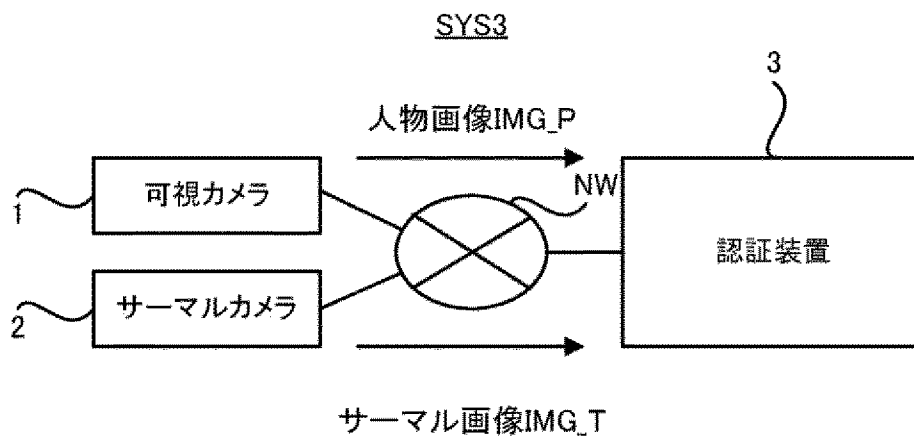 SYS3
3
人物画像IMG_P
NW
可視カメラ
1
認証装置
サーマルカメラ
2
サーマル画像IMG_T